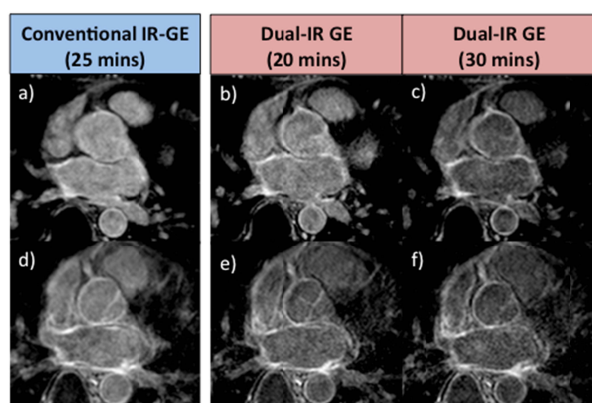 Conventional IR-GE
(25 mins)
Dual-IR GE
(20 mins)
Dual-IR GE
(30 mins)
a)
b)
c)
d)
e)
f)